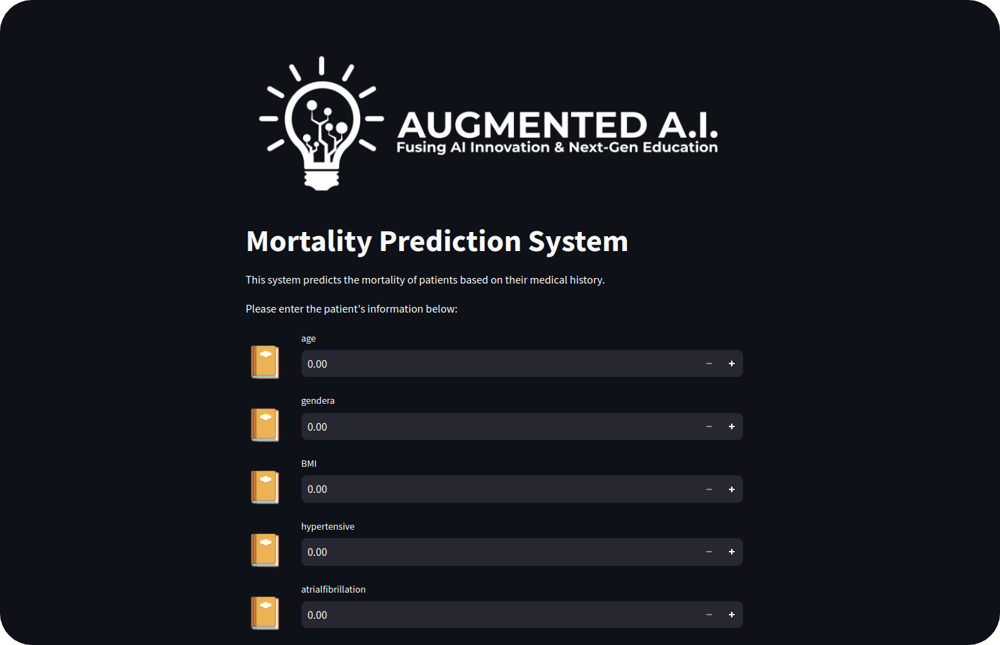 AUGMENTED A.I.
Fusing AI Innovation & Next-Gen Education
Mortality Prediction System
This system predicts the mortality of patients based on their medical history.
Please enter the patient's information below:
age
0.00
gendera
0.00
BMI
0.00
hypertensive
0.00
atrialfibrillation
0.00